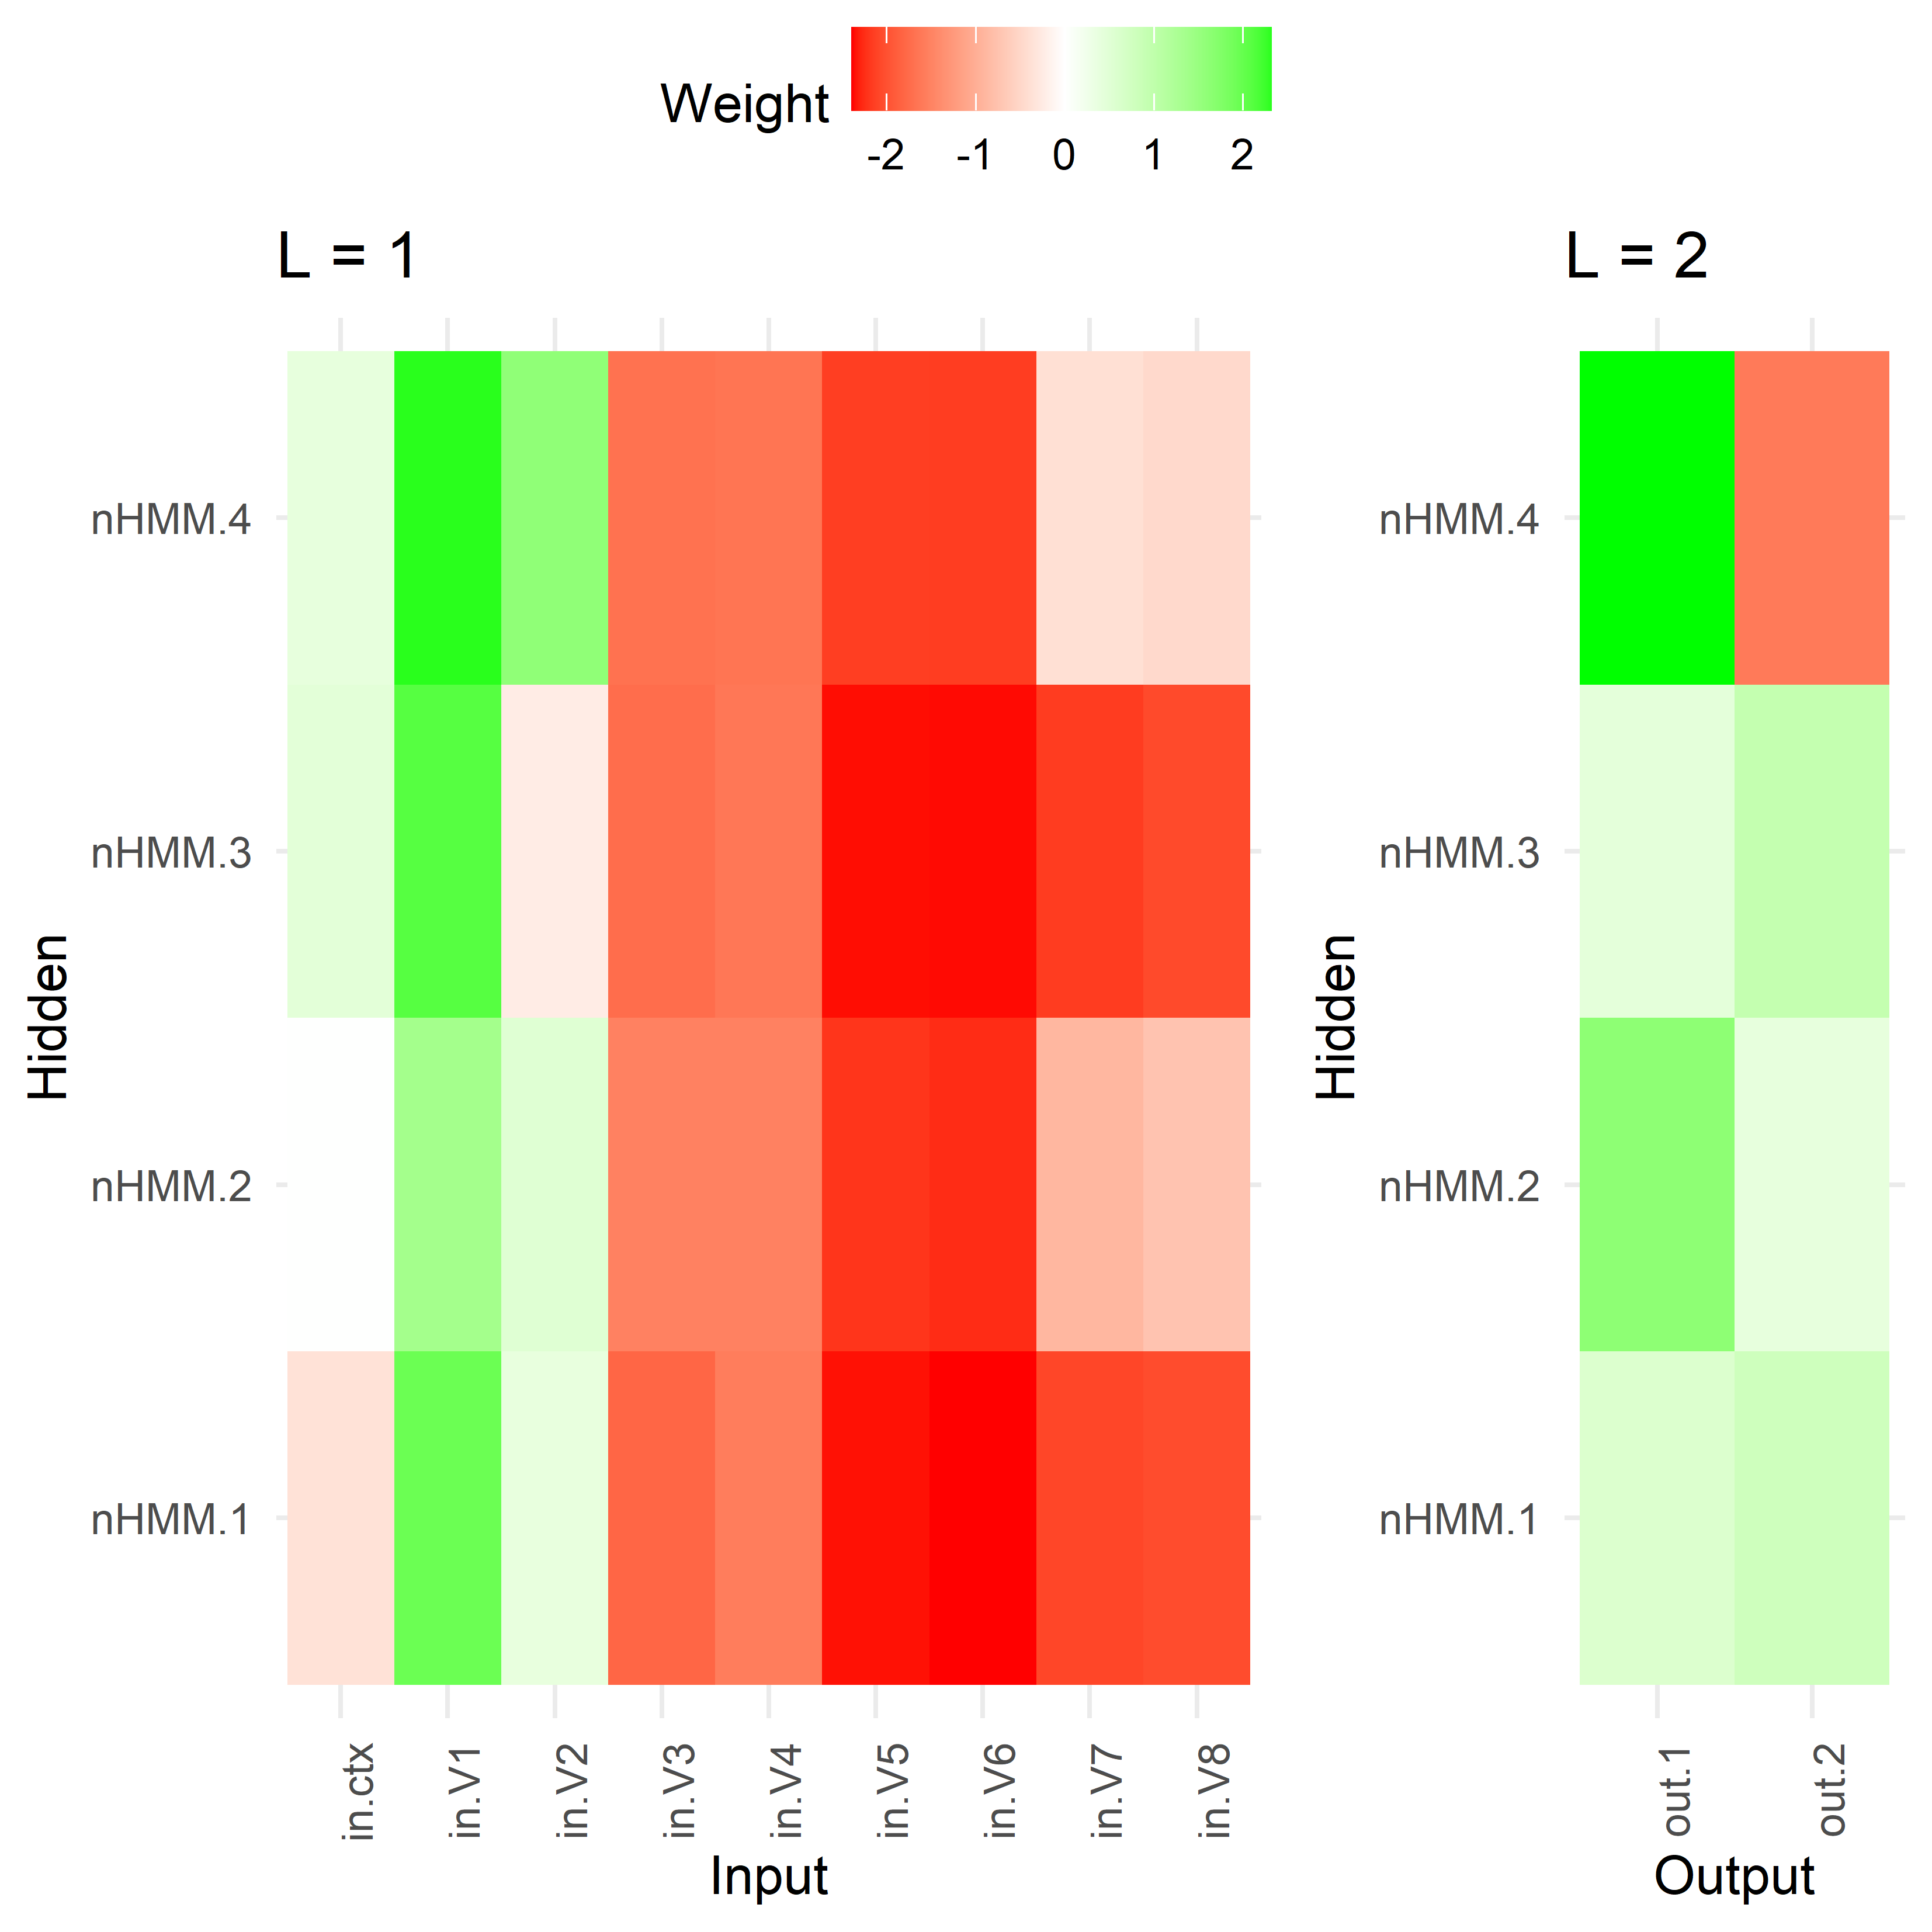 Weight
-2 -1 0 1 2
L = 1
nHMM.4
nHMM.3
nHMM.2
nHMM.1
Hidden
in.ctx
in.V1
in.V2
in.V3
in.V4
in.V5
in.V6
in.V7
in.V8
Input
L = 2
nHMM.4
nHMM.3
nHMM.2
nHMM.1
Hidden
out.1
out.2
Output